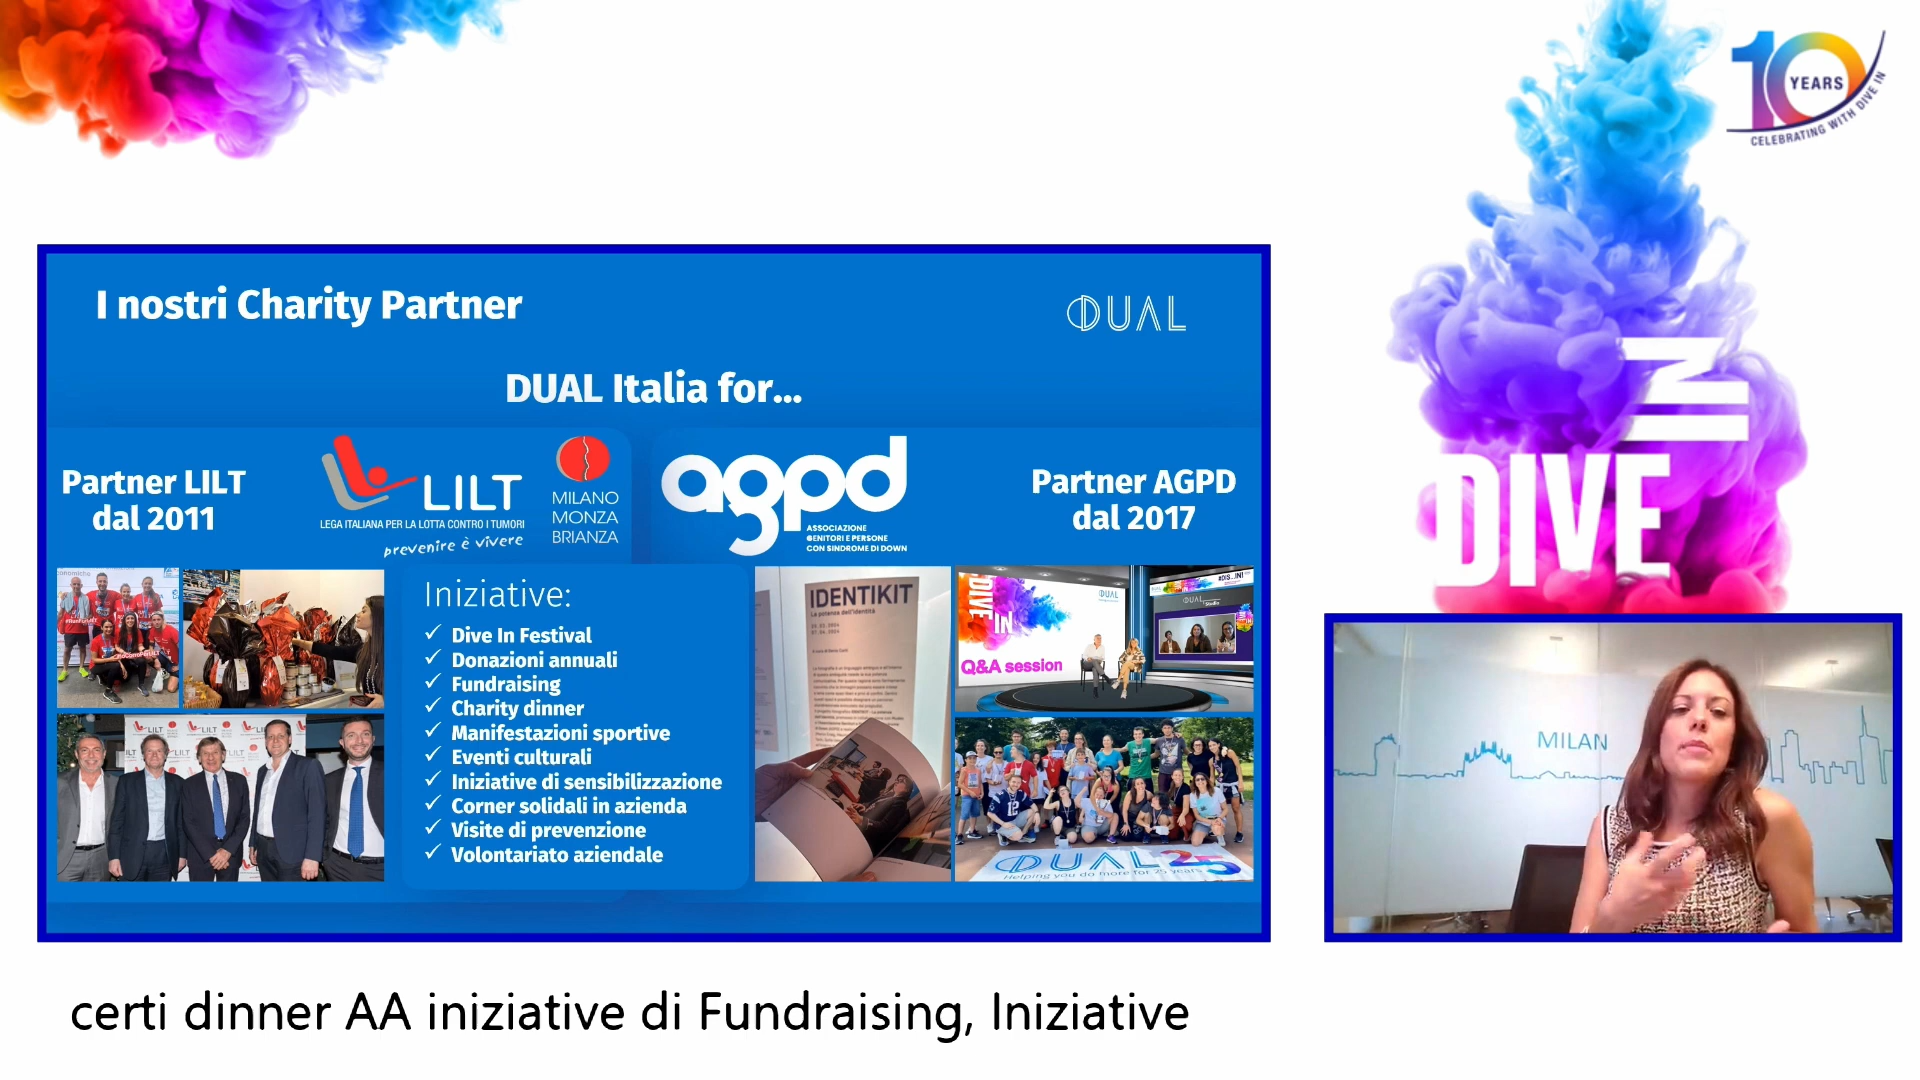 10
YEARS
CELEBRATING WITH DIVE IN
I nostri Charity Partner
DUAL
DUAL Italia for...
Partner LILT
dal 2011
LILT
LEGA ITALIANA PER LA LOTTA CONTRO I TUMORI
prevenire è vivere
MILANO
MONZA
BRIANZA
agpd
ASSOCIAZIONE
GENITORI E PERSONE
CON SINDROME DI DOWN
Partner AGPD
dal 2017
Iniziative:
✓ Dive In Festival
✓ Donazioni annuali
✓ Fundraising
✓ Charity dinner
✓ Manifestazioni sportive
✓ Eventi culturali
✓ Iniziative di sensibilizzazione
✓ Corner solidali in azienda
✓ Visite di prevenzione
✓ Volontariato aziendale
LILT
IDENTIKIT
La potenza dell'identità
DIVE
IN
Q&A session
DUAL
DUAL 25
Helping you do more for 25 years
DIVE
IN
MILAN
certi dinner AA iniziative di Fundraising, Iniziative